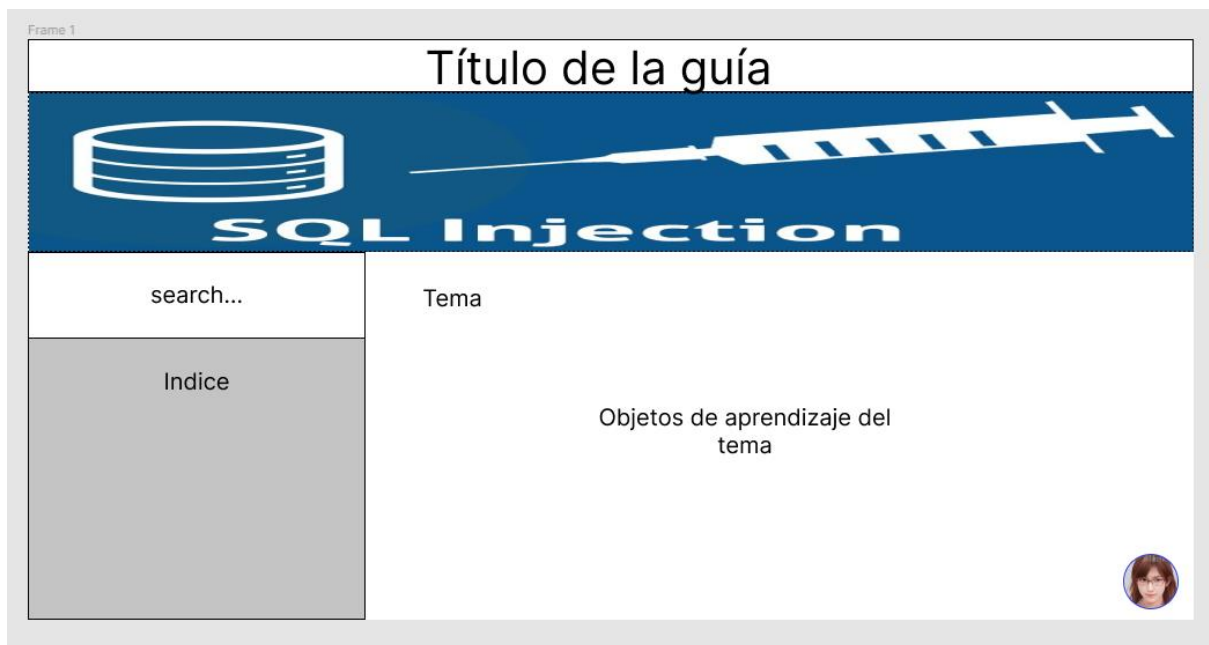 Frame 1
Título de la guía
SQL Injection
search...
Tema
Indice
Objetos de aprendizaje del
tema